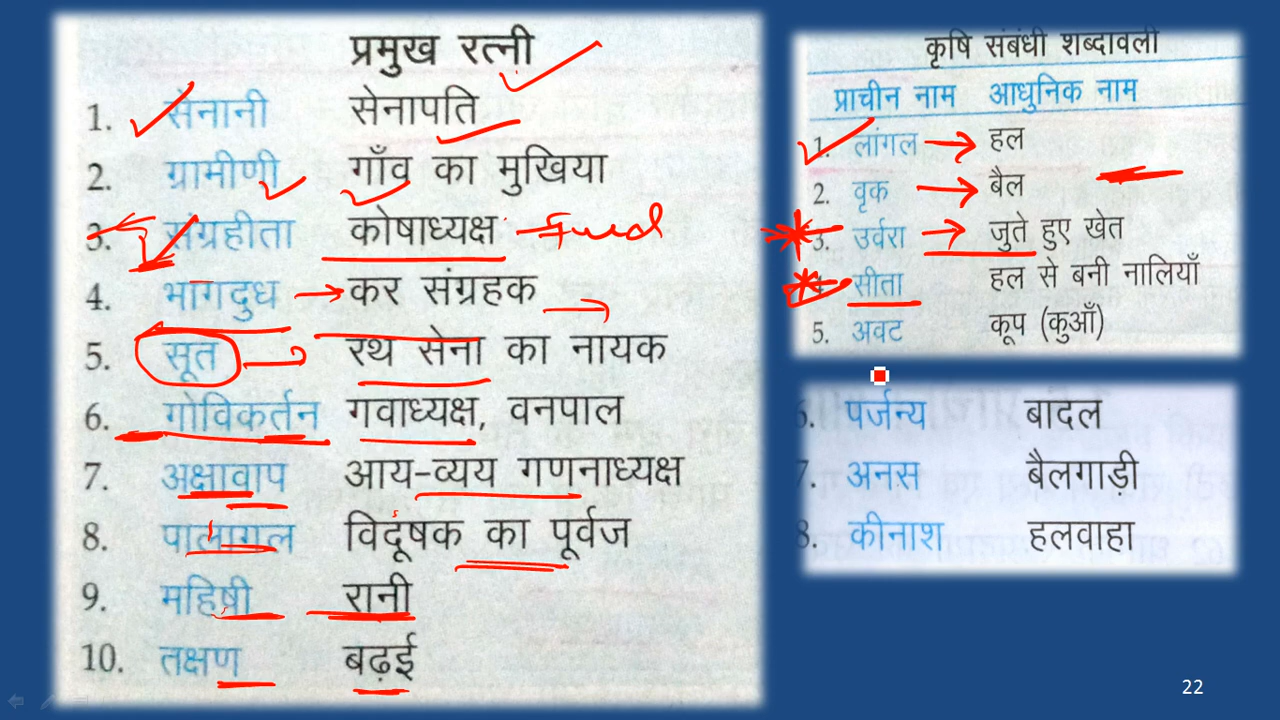 प्रमुख रत्नी
1. सेनानी सेनापति
2. ग्रामीणी गाँव का मुखिया
3. संग्रहीता कोषाध्यक्ष Fund
4. भागदुध कर संग्रहक
5. सूत रथ सेना का नायक
6. गोविकर्तन गवाध्यक्ष, वनपाल
7. अक्षावाप आय-व्यय गणनाध्यक्ष
8. पालागल विदूषक का पूर्वज
9. महिषी रानी
10. तक्षण बढ़ई
कृषि संबंधी शब्दावली
प्राचीन नाम आधुनिक नाम
1. लांगल हल
2. वृक बैल
3. उर्वरा जुते हुए खेत
4. सीता हल से बनी नालियाँ
5. अवट कूप (कुआँ)
6. पर्जन्य बादल
7. अनस बैलगाड़ी
8. कीनाश हलवाहा
22